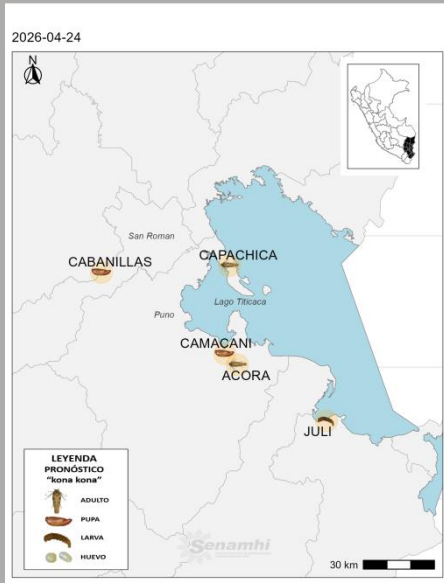 2026-04-24
N
San Roman
CABANILLAS
CAPACHICA
Puno
Lago Titicaca
CAMACANI
ACORA
JULI
LEYENDA
PRONÓSTICO
"kona kona"
ADULTO
PUPA
LARVA
HUEVO
Senamhi
30 km